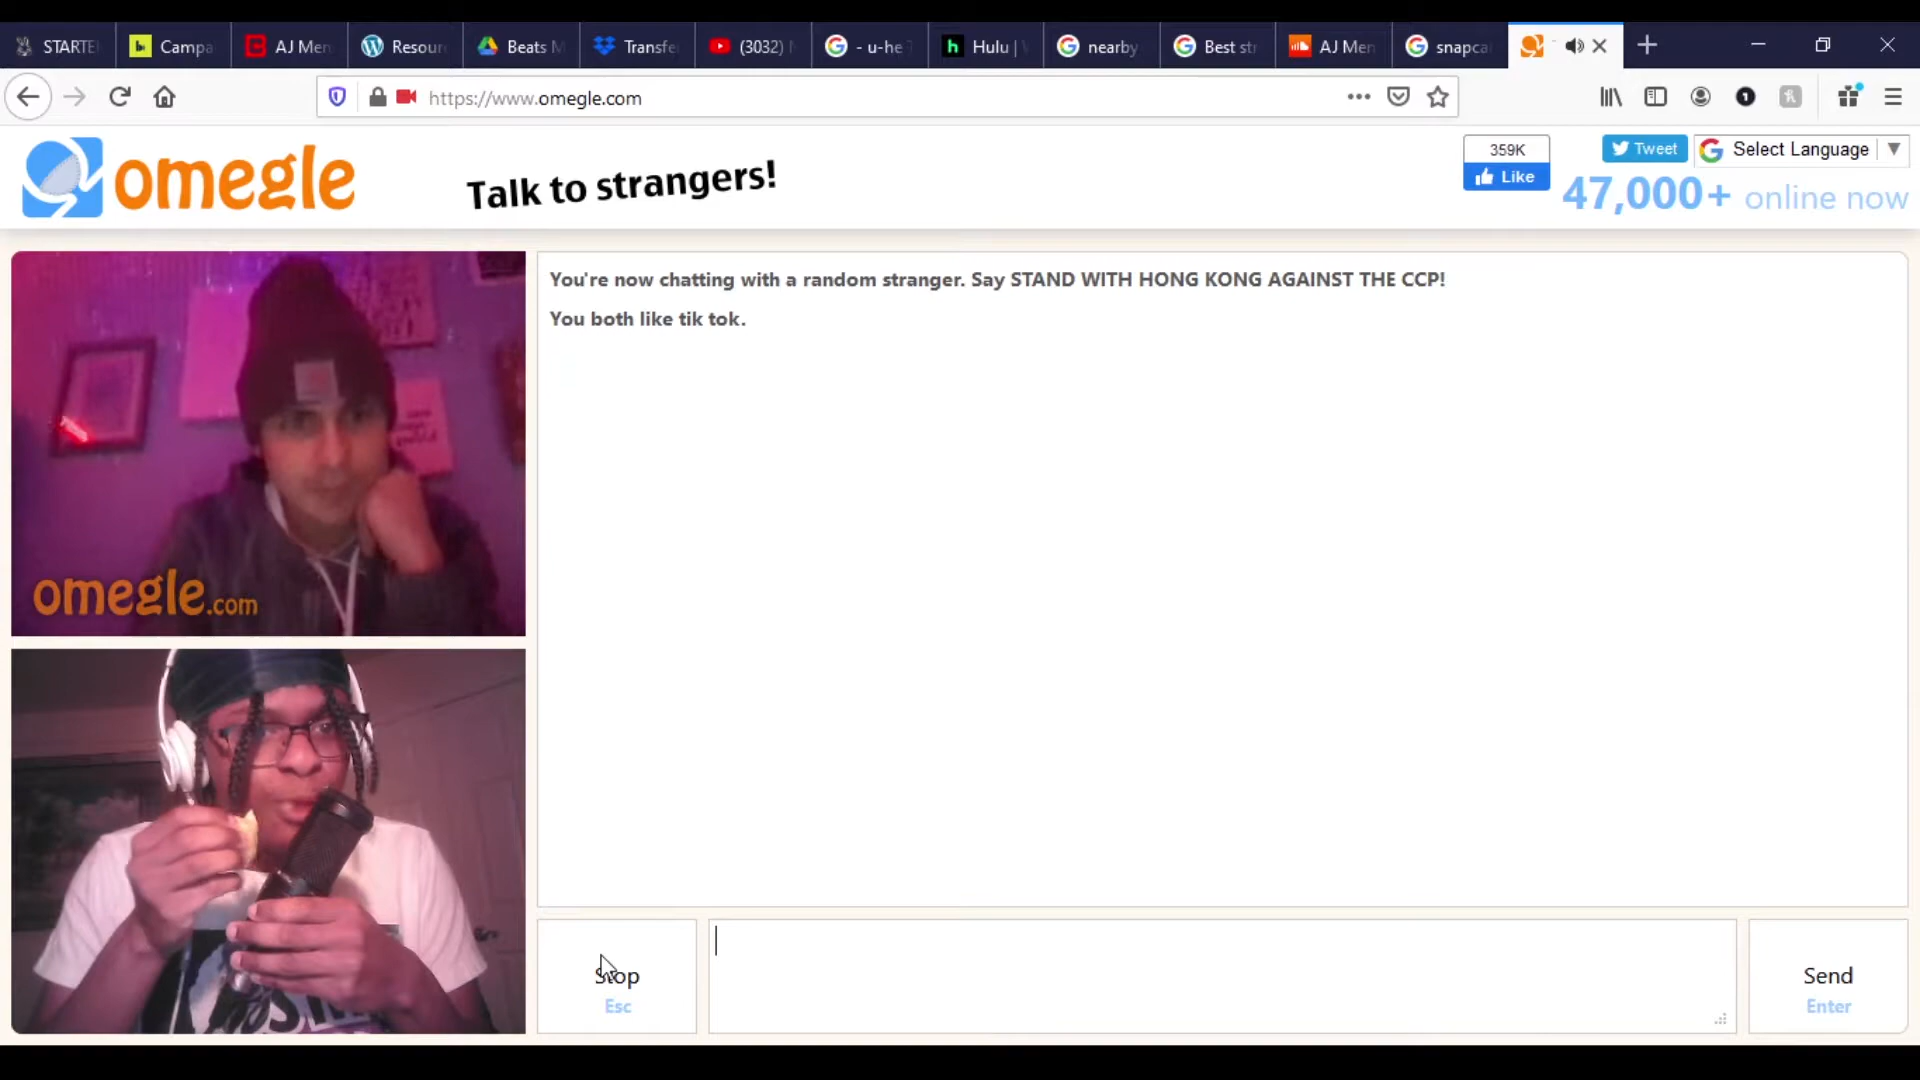 STARTE
Campa
AJ Men
Resour
Beats M
Transfe
(3032)
- u-he
Hulu |
nearby
Best str
AJ Men
snapca
https://www.omegle.com
omegle
Talk to strangers!
359K
Like
Tweet
Select Language
47,000+ online now
You're now chatting with a random stranger. Say STAND WITH HONG KONG AGAINST THE CCP!
You both like tik tok.
omegle.com
Stop
Esc
Send
Enter